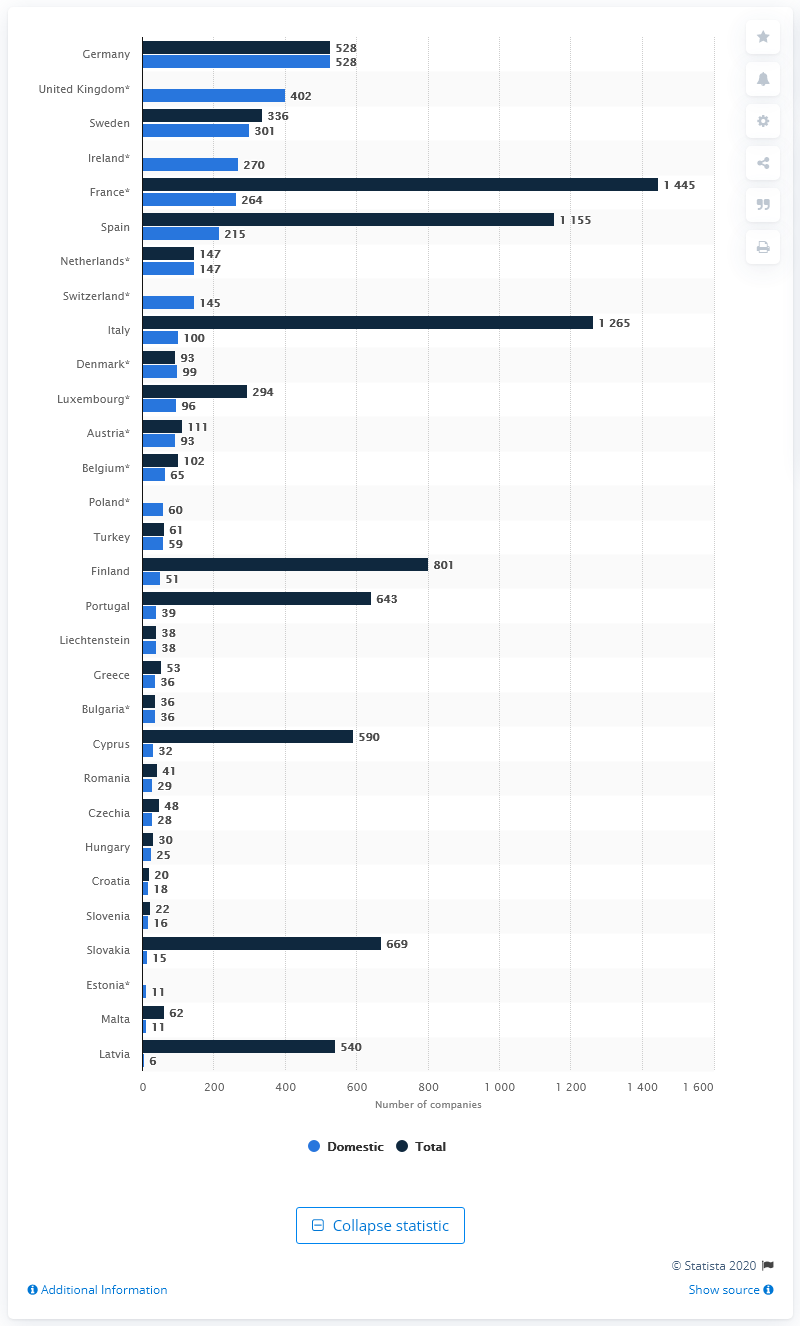 Germany 528
528
United Kingdom* 402
Sweden 336
301
Ireland* 270
France* 1 445
264
Spain 1 155
215
Netherlands* 147
147
Switzerland* 145
Italy 1 265
100
Denmark* 93
99
Luxembourg* 294
96
Austria* 111
93
Belgium* 102
65
Poland* 60
Turkey 61
59
Finland 801
51
Portugal 643
39
Liechtenstein 38
38
Greece 53
36
Bulgaria* 36
36
Cyprus 590
32
Romania 41
29
Czechia 48
28
Hungary 30
25
Croatia 20
18
Slovenia 22
16
Slovakia 669
15
Estonia* 11
Malta 62
11
Latvia 540
6
0 200 400 600 800 1 000 1 200 1 400 1 600
Number of companies
Domestic Total
Collapse statistic
© Statista 2020
Additional Information Show source